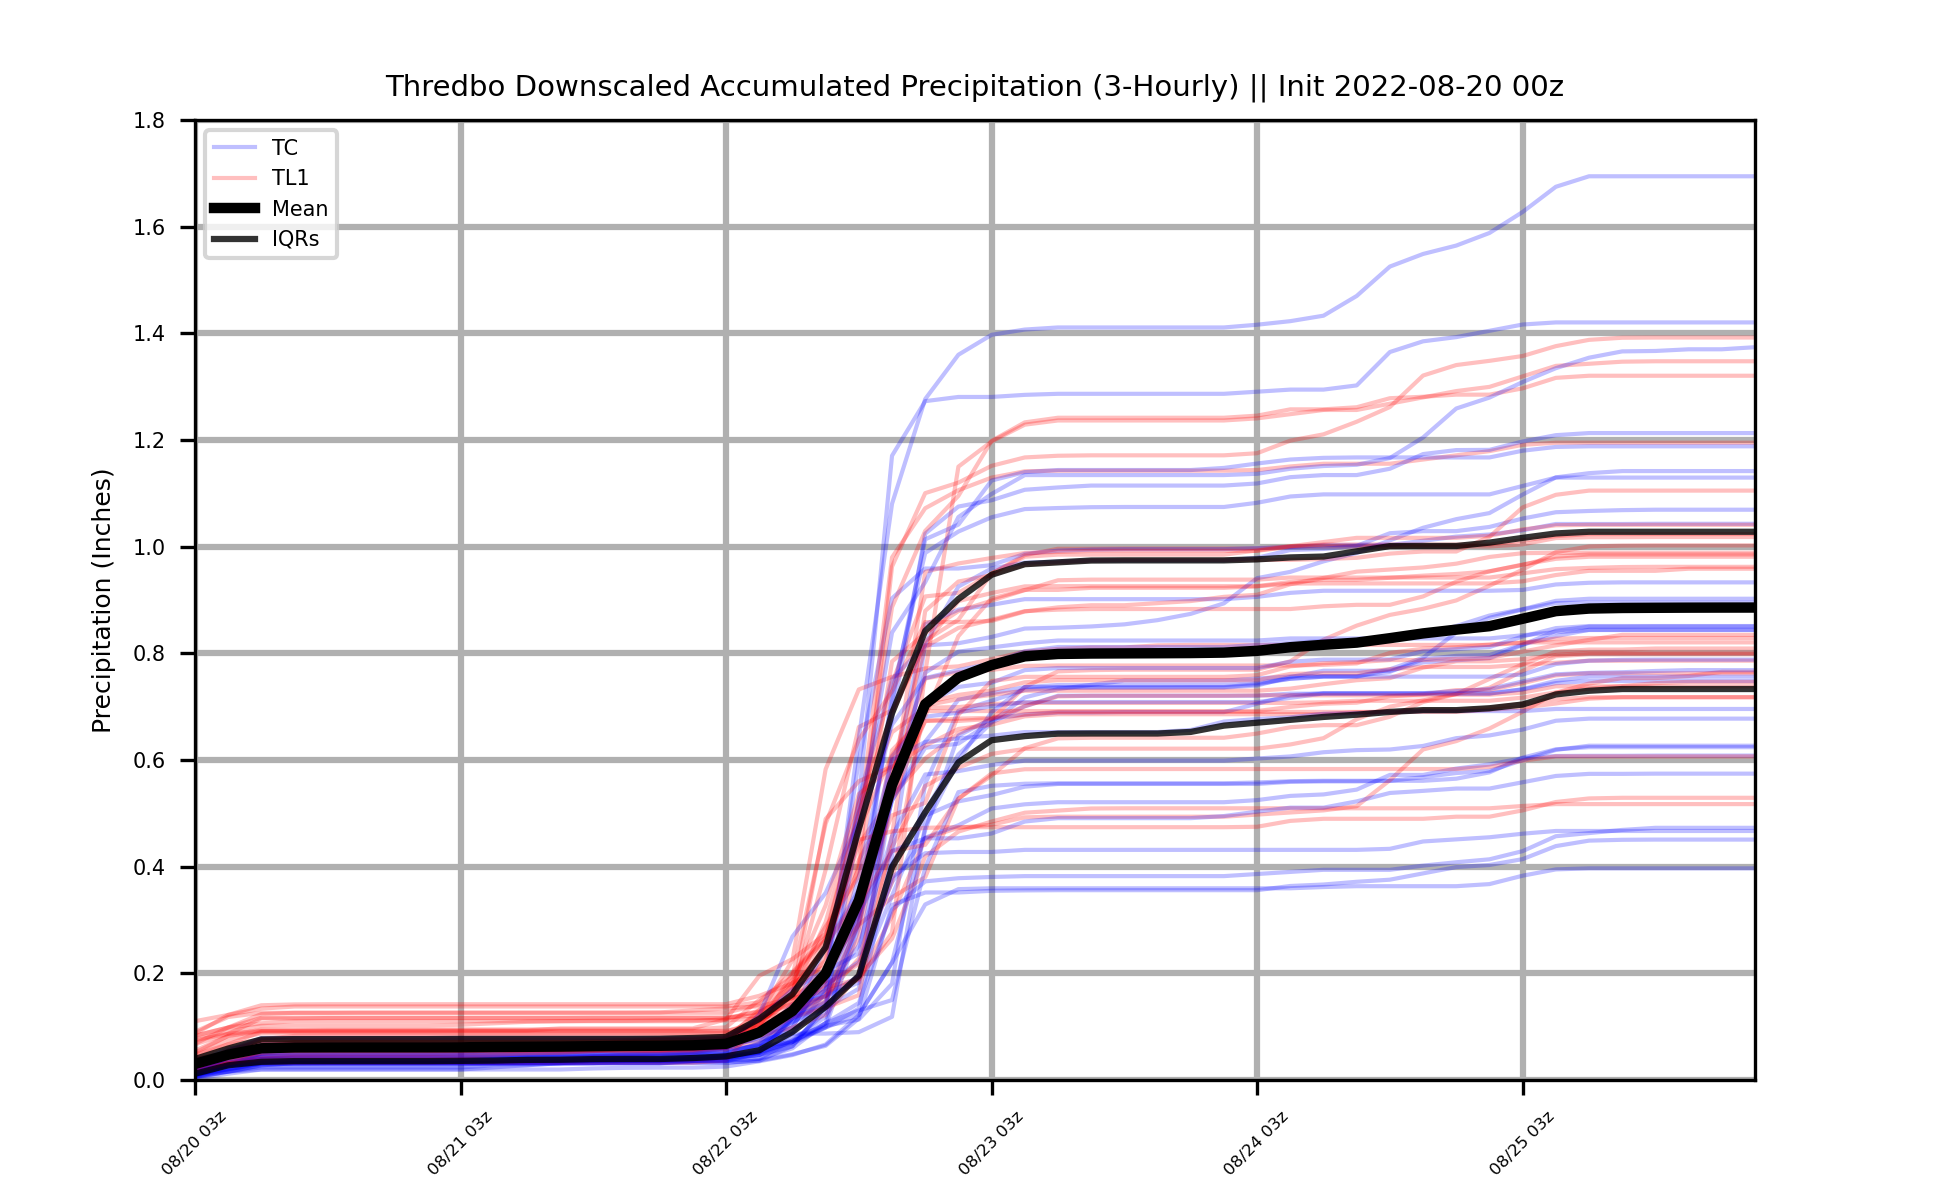 Thredbo Downscaled Accumulated Precipitation (3-Hourly) || Init 2022-08-20 00z
Precipitation (Inches)
1.8
1.6
1.4
1.2
1.0
0.8
0.6
0.4
0.2
0.0
TC
TL1
Mean
IQRs
08/20 03z
08/21 03z
08/22 03z
08/23 03z
08/24 03z
08/25 03z